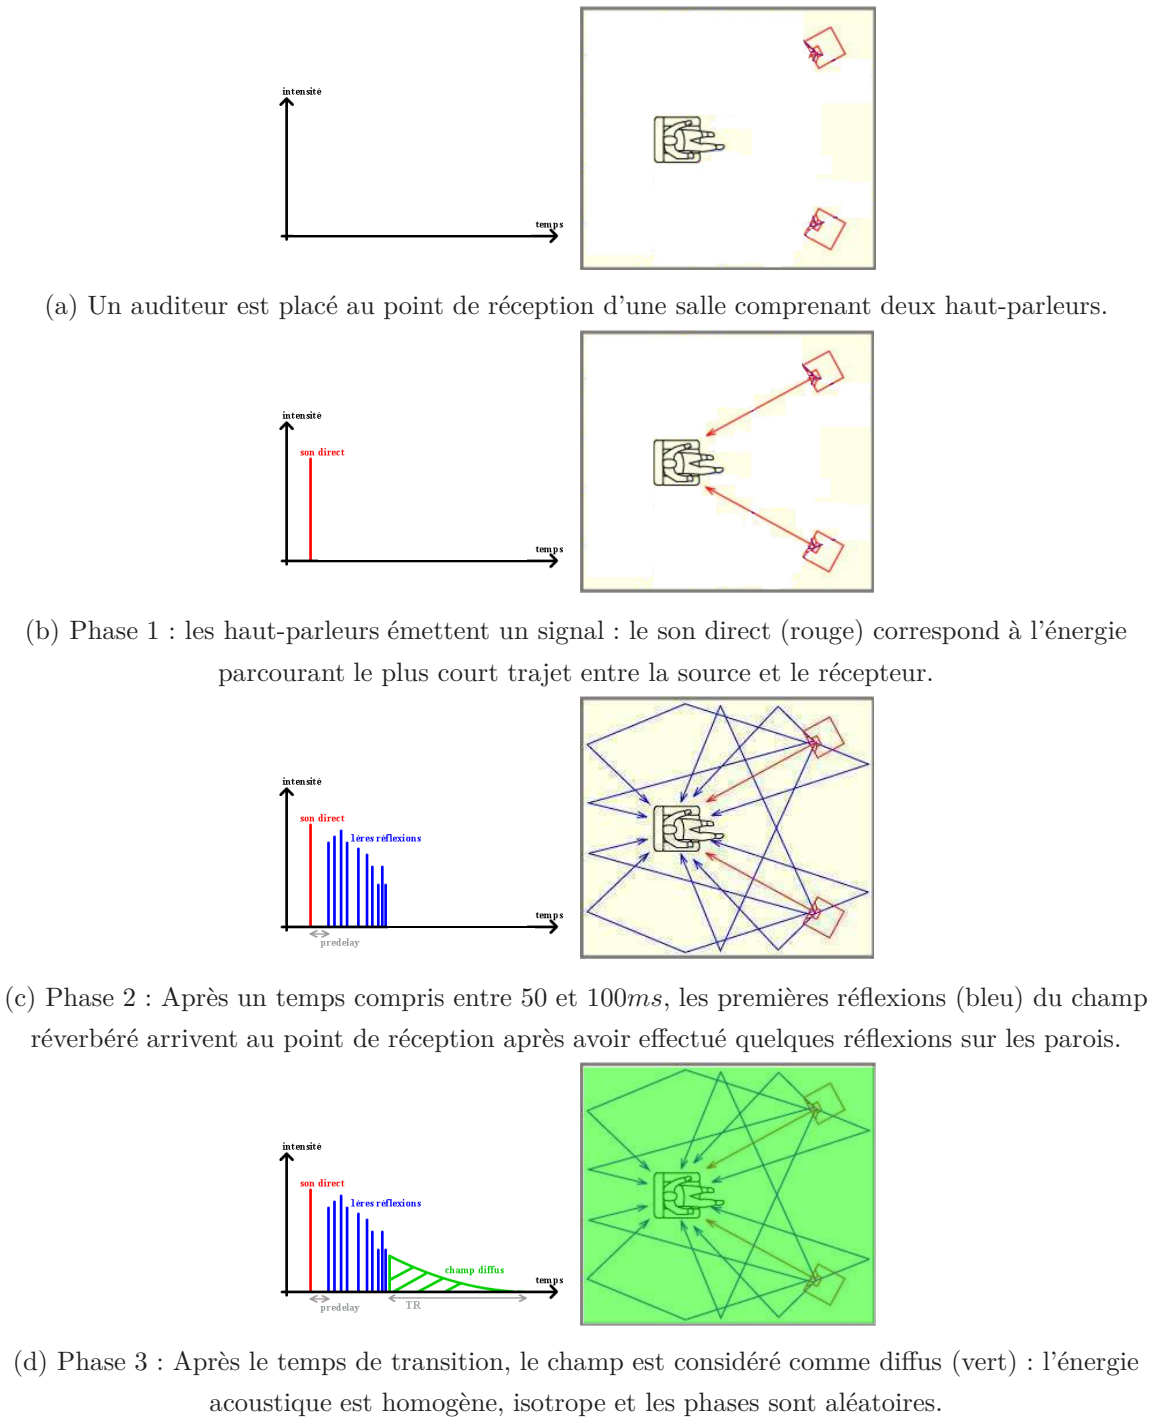 intensité
temps
(a) Un auditeur est placé au point de réception d'une salle comprenant deux haut-parleurs.
intensité
son direct
temps
(b) Phase 1 : les haut-parleurs émettent un signal : le son direct (rouge) correspond à l'énergie
parcourant le plus court trajet entre la source et le récepteur.
intensité
son direct
1ères réflexions
temps
predelay
(c) Phase 2 : Après un temps compris entre 50 et 100ms, les premières réflexions (bleu) du champ
réverbéré arrivent au point de réception après avoir effectué quelques réflexions sur les parois.
intensité
son direct
1ères réflexions
champ diffus
temps
predelay
TR
(d) Phase 3 : Après le temps de transition, le champ est considéré comme diffus (vert) : l'énergie
acoustique est homogène, isotrope et les phases sont aléatoires.